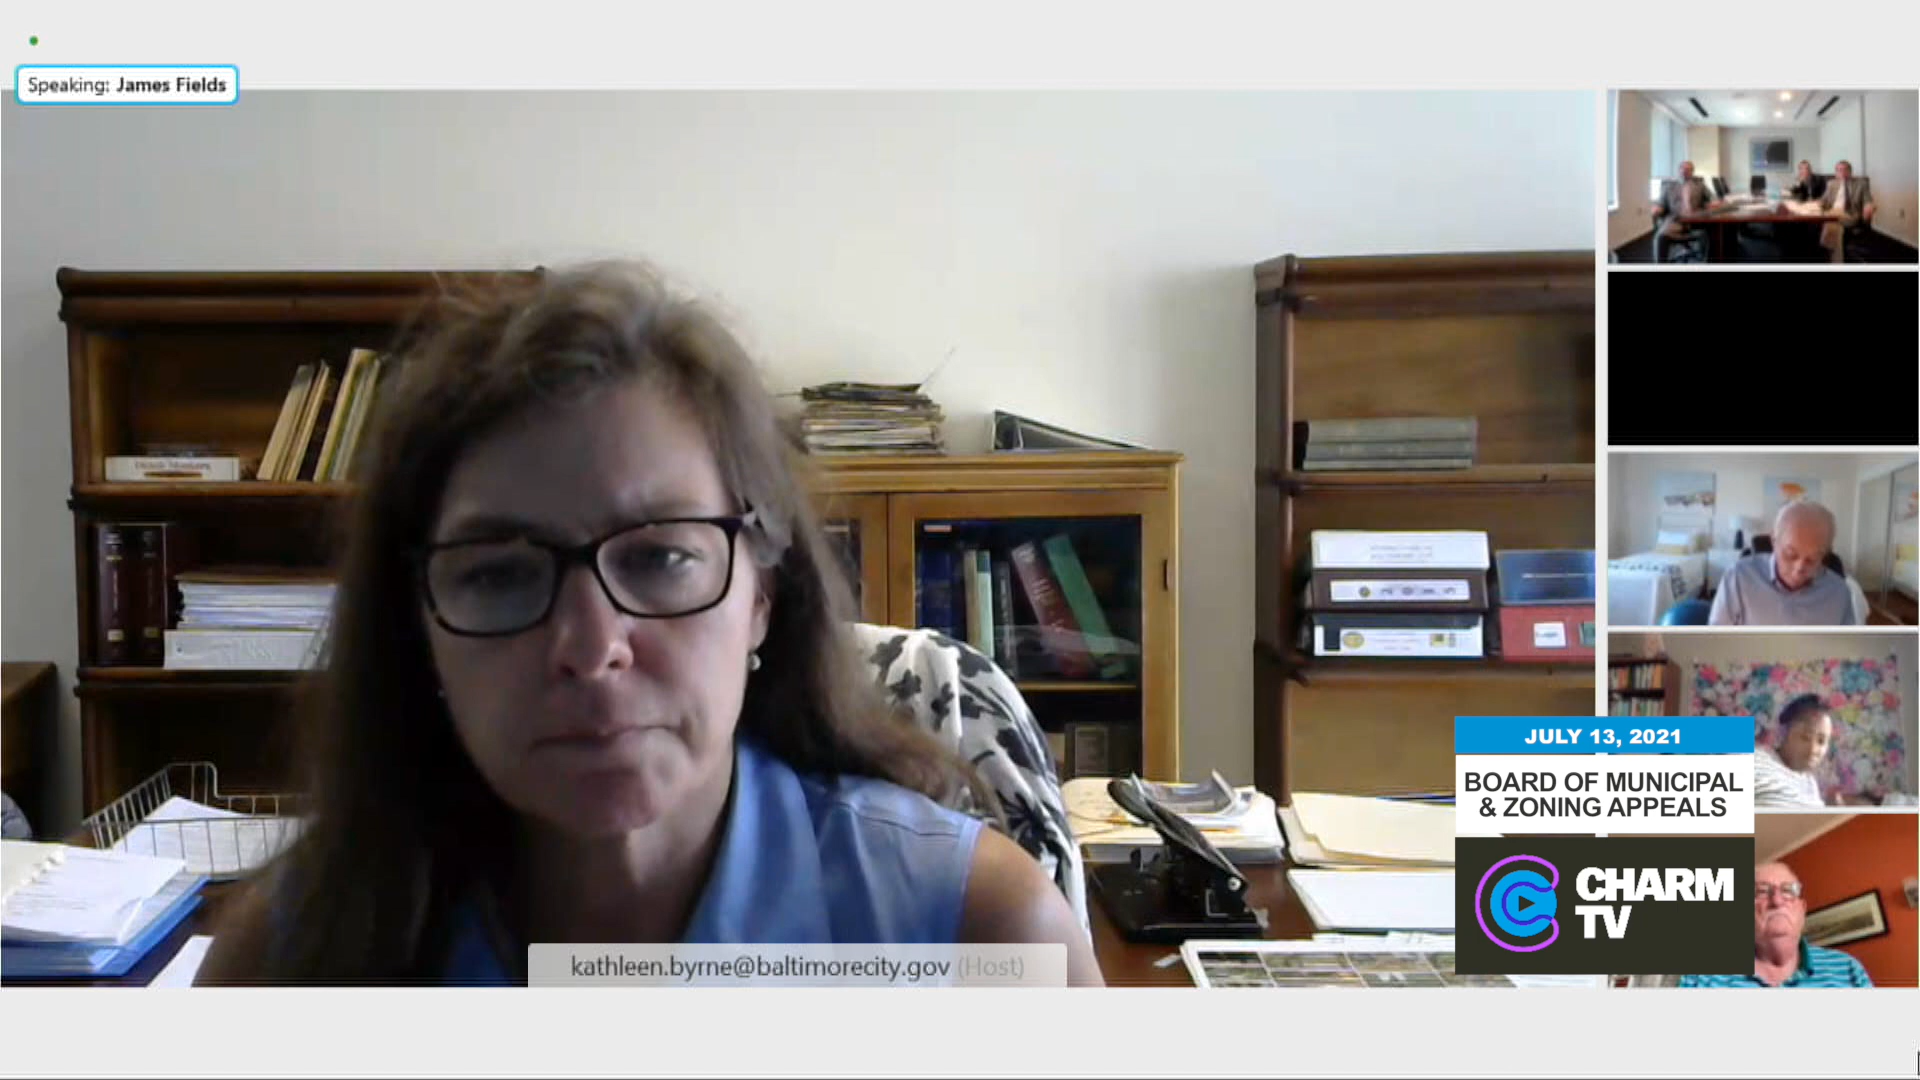 Speaking: James Fields
JULY 13, 2021
BOARD OF MUNICIPAL
& ZONING APPEALS
CHARM
TV
kathleen.byrne@baltimorecity.gov (Host)